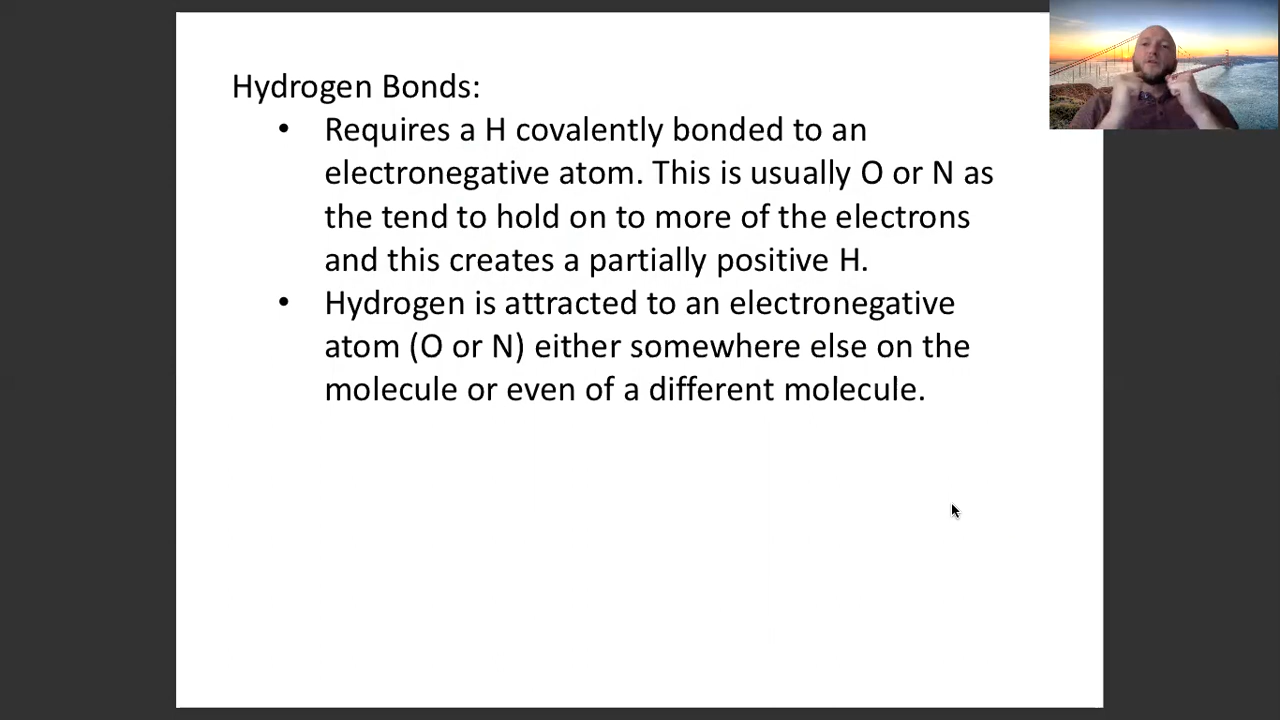 Hydrogen Bonds:
• Requires a H covalently bonded to an
electronegative atom. This is usually O or N as
the tend to hold on to more of the electrons
and this creates a partially positive H.
• Hydrogen is attracted to an electronegative
atom (O or N) either somewhere else on the
molecule or even of a different molecule.